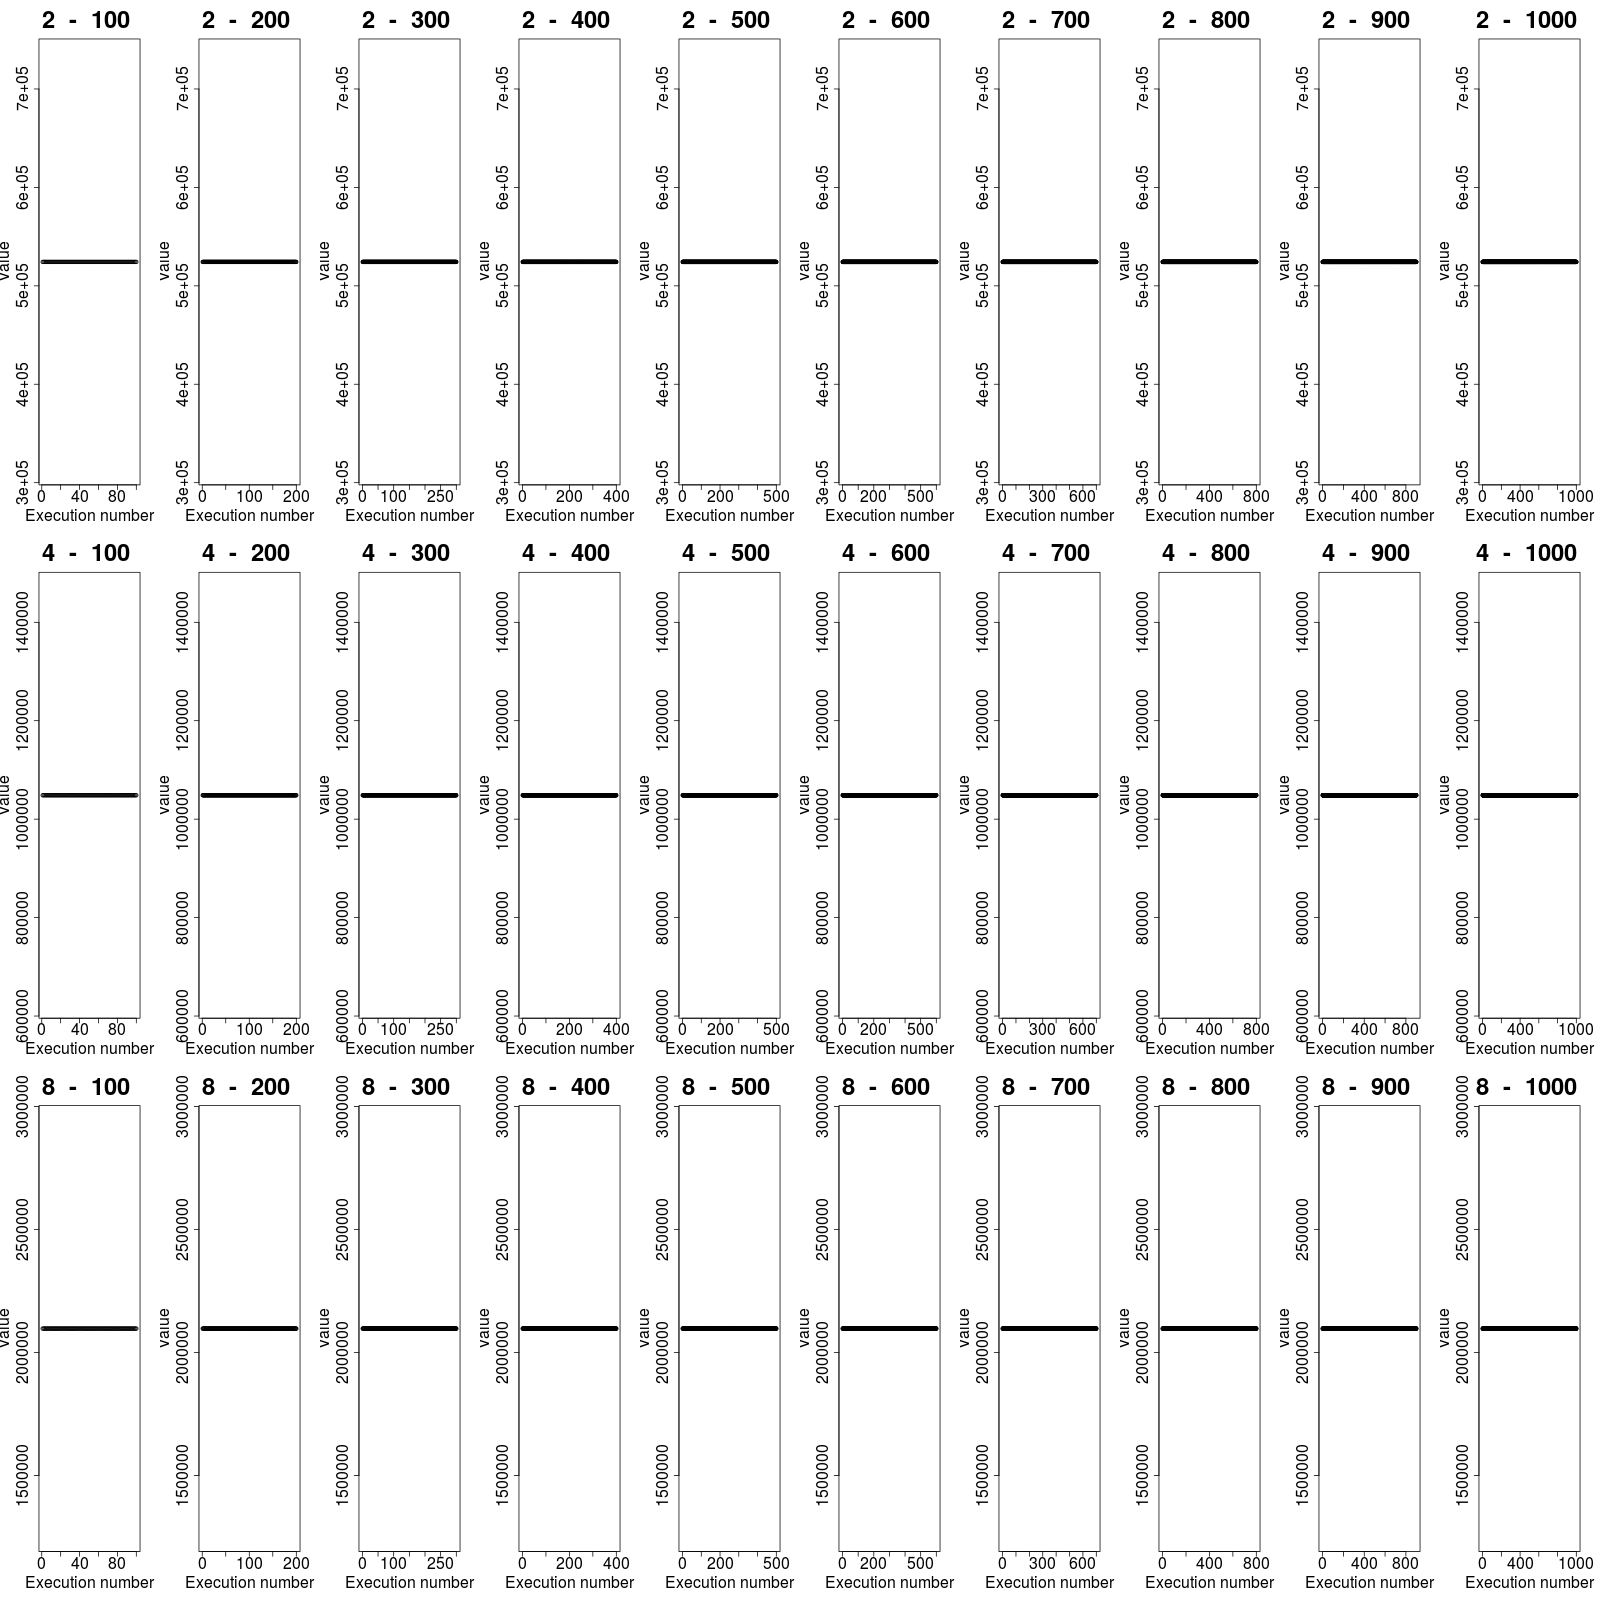 2 - 100 2 - 200 2 - 300 2 - 400 2 - 500 2 - 600 2 - 700 2 - 800 2 - 900 2 - 1000
7e+05 7e+05 7e+05 7e+05 7e+05 7e+05 7e+05 7e+05 7e+05 7e+05
6e+05 6e+05 6e+05 6e+05 6e+05 6e+05 6e+05 6e+05 6e+05 6e+05
value value value value value value value value value value
5e+05 5e+05 5e+05 5e+05 5e+05 5e+05 5e+05 5e+05 5e+05 5e+05
4e+05 4e+05 4e+05 4e+05 4e+05 4e+05 4e+05 4e+05 4e+05 4e+05
3e+05 3e+05 3e+05 3e+05 3e+05 3e+05 3e+05 3e+05 3e+05 3e+05
0 40 80 0 100 200 0 100 250 0 200 400 0 200 500 0 200 500 0 300 600 0 400 800 0 400 800 0 400 1000
Execution number Execution number Execution number Execution number Execution number Execution number Execution number Execution number Execution number Execution number
4 - 100 4 - 200 4 - 300 4 - 400 4 - 500 4 - 600 4 - 700 4 - 800 4 - 900 4 - 1000
1400000 1400000 1400000 1400000 1400000 1400000 1400000 1400000 1400000 1400000
1200000 1200000 1200000 1200000 1200000 1200000 1200000 1200000 1200000 1200000
value value value value value value value value value value
1000000 1000000 1000000 1000000 1000000 1000000 1000000 1000000 1000000 1000000
800000 800000 800000 800000 800000 800000 800000 800000 800000 800000
600000 600000 600000 600000 600000 600000 600000 600000 600000 600000
0 40 80 0 100 200 0 100 250 0 200 400 0 200 500 0 200 500 0 300 600 0 400 800 0 400 800 0 400 1000
Execution number Execution number Execution number Execution number Execution number Execution number Execution number Execution number Execution number Execution number
8 - 100 8 - 200 8 - 300 8 - 400 8 - 500 8 - 600 8 - 700 8 - 800 8 - 900 8 - 1000
3000000 3000000 3000000 3000000 3000000 3000000 3000000 3000000 3000000 3000000
2500000 2500000 2500000 2500000 2500000 2500000 2500000 2500000 2500000 2500000
value value value value value value value value value value
2000000 2000000 2000000 2000000 2000000 2000000 2000000 2000000 2000000 2000000
1500000 1500000 1500000 1500000 1500000 1500000 1500000 1500000 1500000 1500000
0 40 80 0 100 200 0 100 250 0 200 400 0 200 500 0 200 500 0 300 600 0 400 800 0 400 800 0 400 1000
Execution number Execution number Execution number Execution number Execution number Execution number Execution number Execution number Execution number Execution number